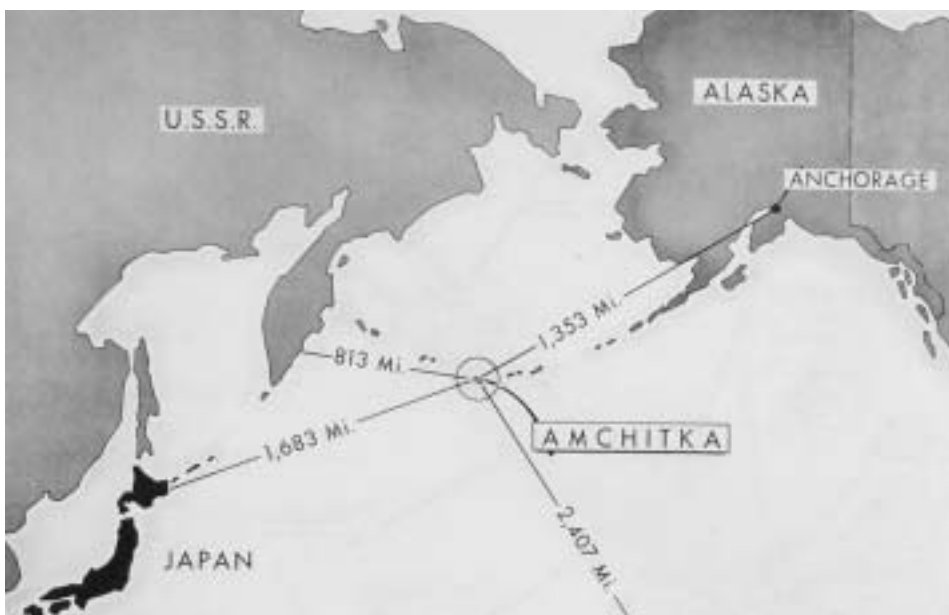 U.S.S.R.
ALASKA
ANCHORAGE
1,353 Mi.
813 Mi.
1,683 Mi.
AMCHITKA
2,407 Mi.
JAPAN